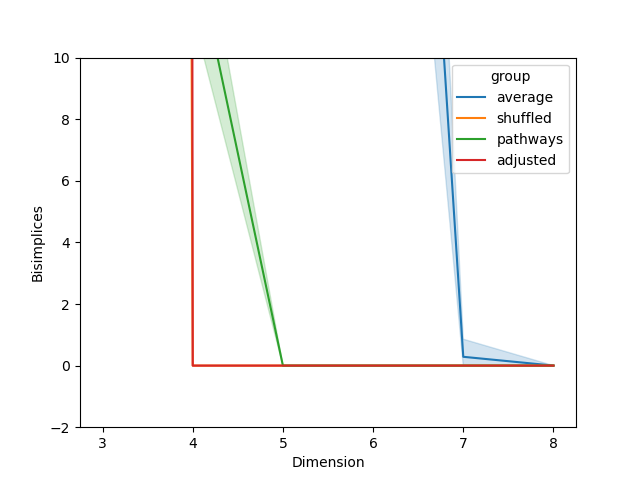 10
8
6
4
2
0
−2
Bisimplices
3 4 5 6 7 8
Dimension
group
average
shuffled
pathways
adjusted